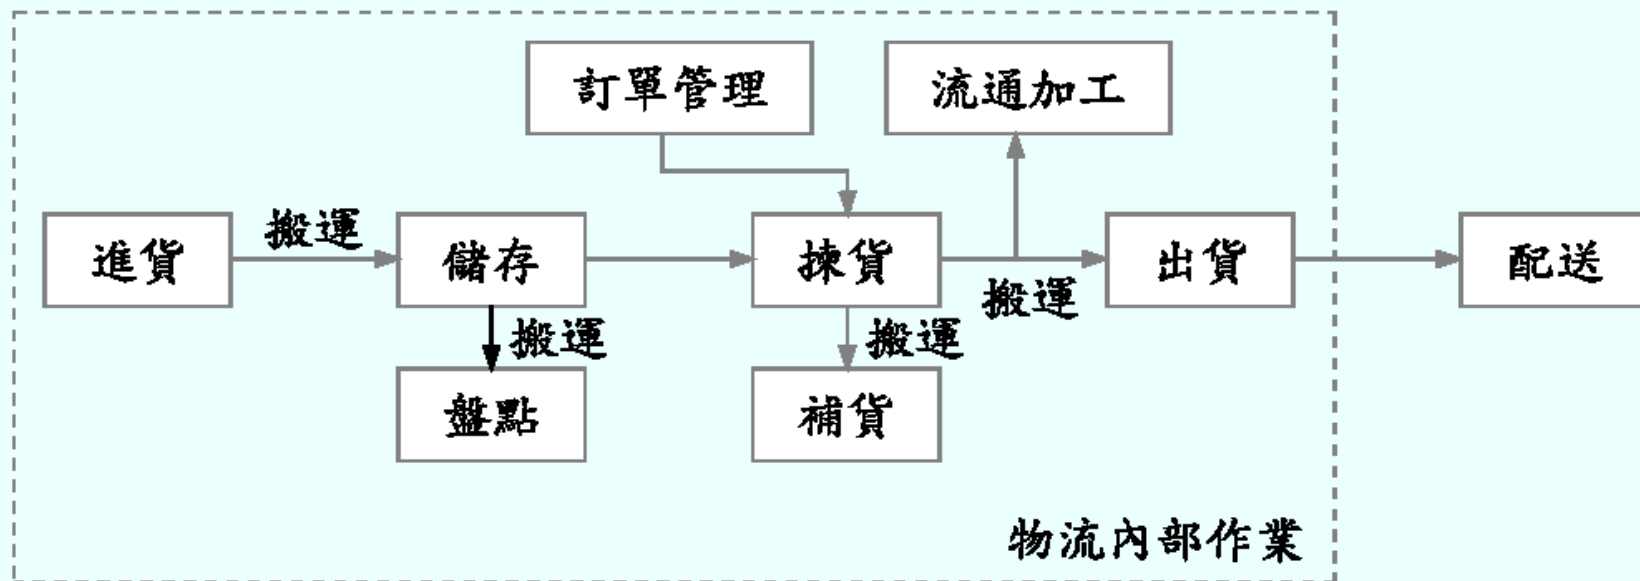 訂單管理
流通加工
進貨
搬運
儲存
揀貨
搬運
出貨
配送
搬運
盤點
搬運
補貨
物流內部作業